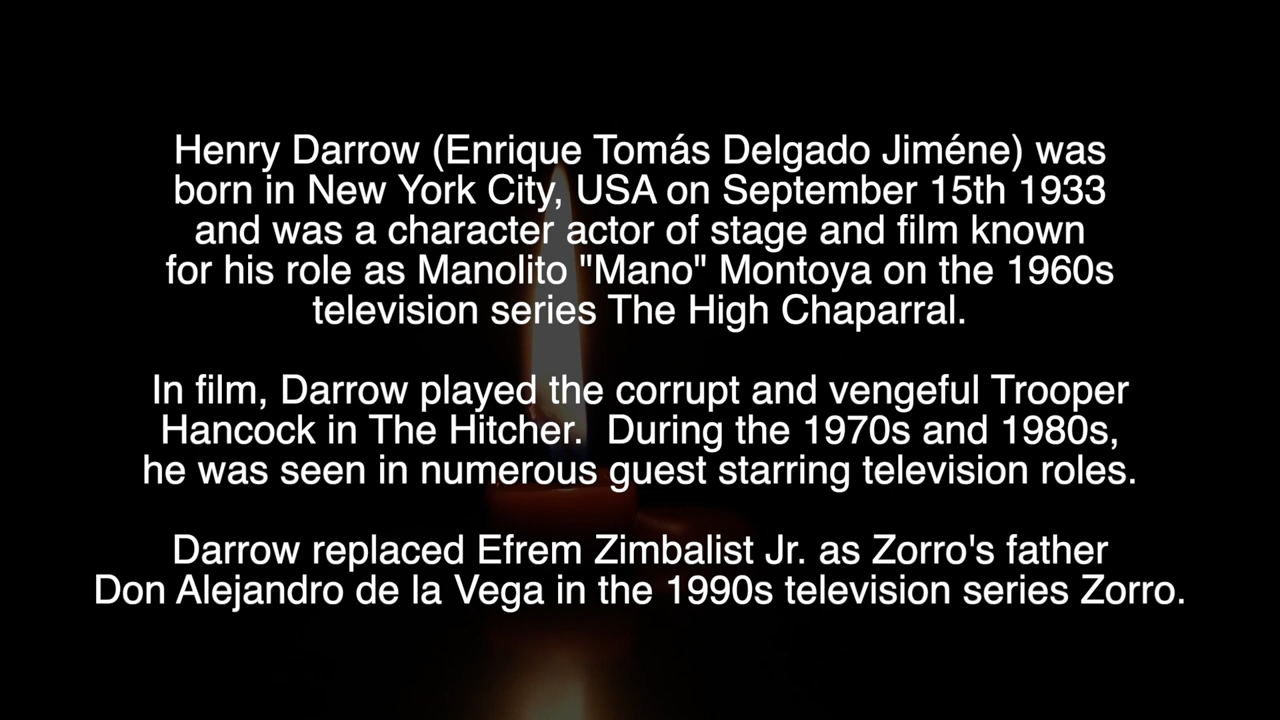 Henry Darrow (Enrique Tomás Delgado Jiméne) was
born in New York City, USA on September 15th 1933
and was a character actor of stage and film known
for his role as Manolito "Mano" Montoya on the 1960s
television series The High Chaparral.
In film, Darrow played the corrupt and vengeful Trooper
Hancock in The Hitcher.  During the 1970s and 1980s,
he was seen in numerous guest starring television roles.
Darrow replaced Efrem Zimbalist Jr. as Zorro's father
Don Alejandro de la Vega in the 1990s television series Zorro.